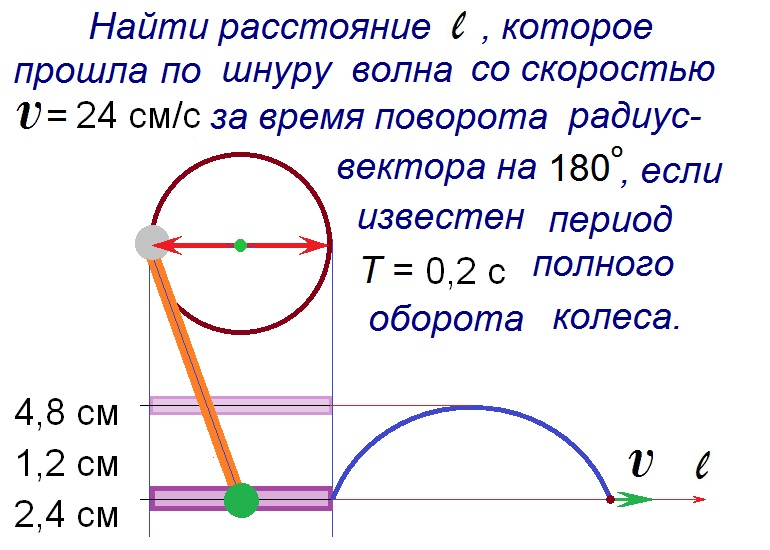 Найти расстояние ℓ , которое
прошла по шнуру волна со скоростью
v = 24 см/с за время поворота радиус-
вектора на 180°, если
известен период
T = 0,2 с полного
оборота колеса.
4,8 см
1,2 см
2,4 см
v ℓ